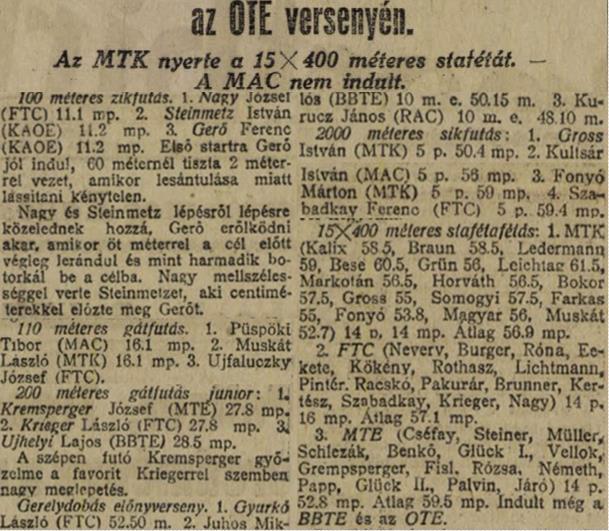 az OTE versenyén.
Az MTK nyerte a 15×400 méteres stafétát. —
A MAC nem indult.
100 méteres zikfutás. 1. Nagy József
(FTC) 11.1 mp. 2. Steinmetz István
(KAOE) 11.2 mp. 3. Gerő Ferenc
(KAOE) 11.2 mp. Első startra Gerő
jól indul, 60 méternél tiszta 2 méter-
rel vezet, amikor lesántulása miatt
lassitani kénytelen.
Nagy és Steinmetz lépésről lépésre
közelednek hozzá, Gerő erőlködni
akar, amikor öt méterrel a cél előtt
végleg lerándul és mint harmadik bo-
torkál be a célba. Nagy mellszéles-
séggel verte Steinmetzet, aki centimé-
terekkel előzte meg Gerőt.
110 méteres gátfutás. 1. Püspöki
Tibor (MAC) 16.1 mp. 2. Muskát
László (MTK) 16.1 mp. 3. Ujfaluczky
József (FTC).
200 méteres gátfutás junior: 1.
Kremsperger József (MTE) 27.8 mp.
2. Krieger László (FTC) 27.8 mp. 3.
Ujhelyi Lajos (BBTE) 28.5 mp.
A szépen futó Kremsperger győ-
zelme a favorit Kriegerrel szemben
nagy meglepetés.
Gerelydobás előnyverseny. 1. Gyurkó
László (FTC) 52.50 m. 2. Juhos Mik-
lós (BBTE) 10 m. e. 50.15 m. 3. Ku-
rucz János (RAC) 10 m. e. 48.10 m.
2000 méteres sikfutás: 1. Gross
István (MTK) 5 p. 50.4 mp. 2. Kultsár
István (MAC) 5 p. 56 mp. 3. Fonyó
Márton (MTK) 5 p. 59 mp. 4. Sza-
badkay Ferenc (FTC) 5 p. 59.4 mp.
15×400 méteres stafétafélás: 1. MTK
(Kalix 58.5, Braun 58.5, Ledermann
59, Bese 60.5, Grün 56, Leichtag 61.5,
Markotán 56.5, Horváth 56.5, Bokor
57.5, Gross 55, Somogyi 57.5, Farkas
55, Fonyó 53.8, Magyar 56, Muskát
52.7) 14 p, 14 mp. Átlag 56.9 mp.
2. FTC (Nevery, Burger, Róna, Ee-
kete, Kökény, Rothasz, Lichtmann,
Pintér. Racskó, Pakurár, Brunner, Ker-
tész, Szabadkay, Krieger, Nagy) 14 p.
16 mp. Átlag 57.1 mp.
3. MTE (Cséfay, Steiner, Müller,
Schlezák, Benkő, Glück I., Vellok,
Grempsperger, Fisl. Rózsa, Németh,
Papp, Glück II., Palvin, Járó) 14 p.
52.8 mp. Átlag 59.5 mp. Indult még a
BBTE és az OTE.